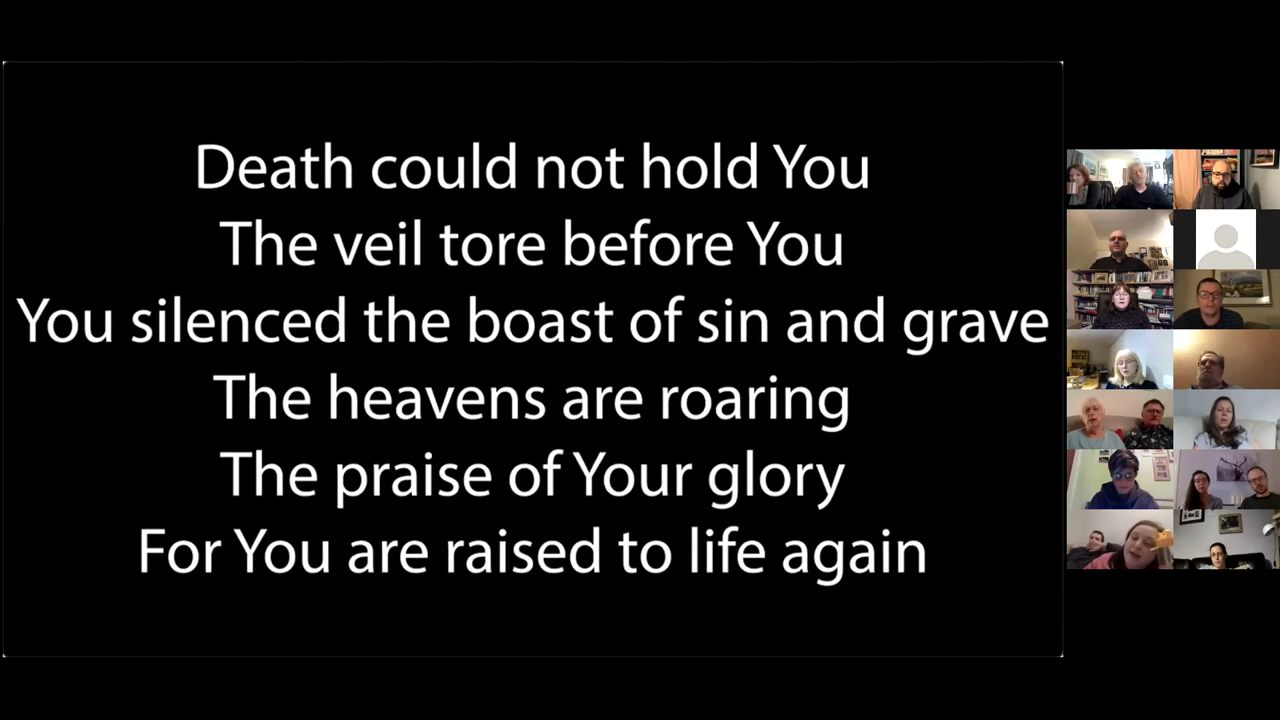 Death could not hold You
The veil tore before You
You silenced the boast of sin and grave
The heavens are roaring
The praise of Your glory
For You are raised to life again